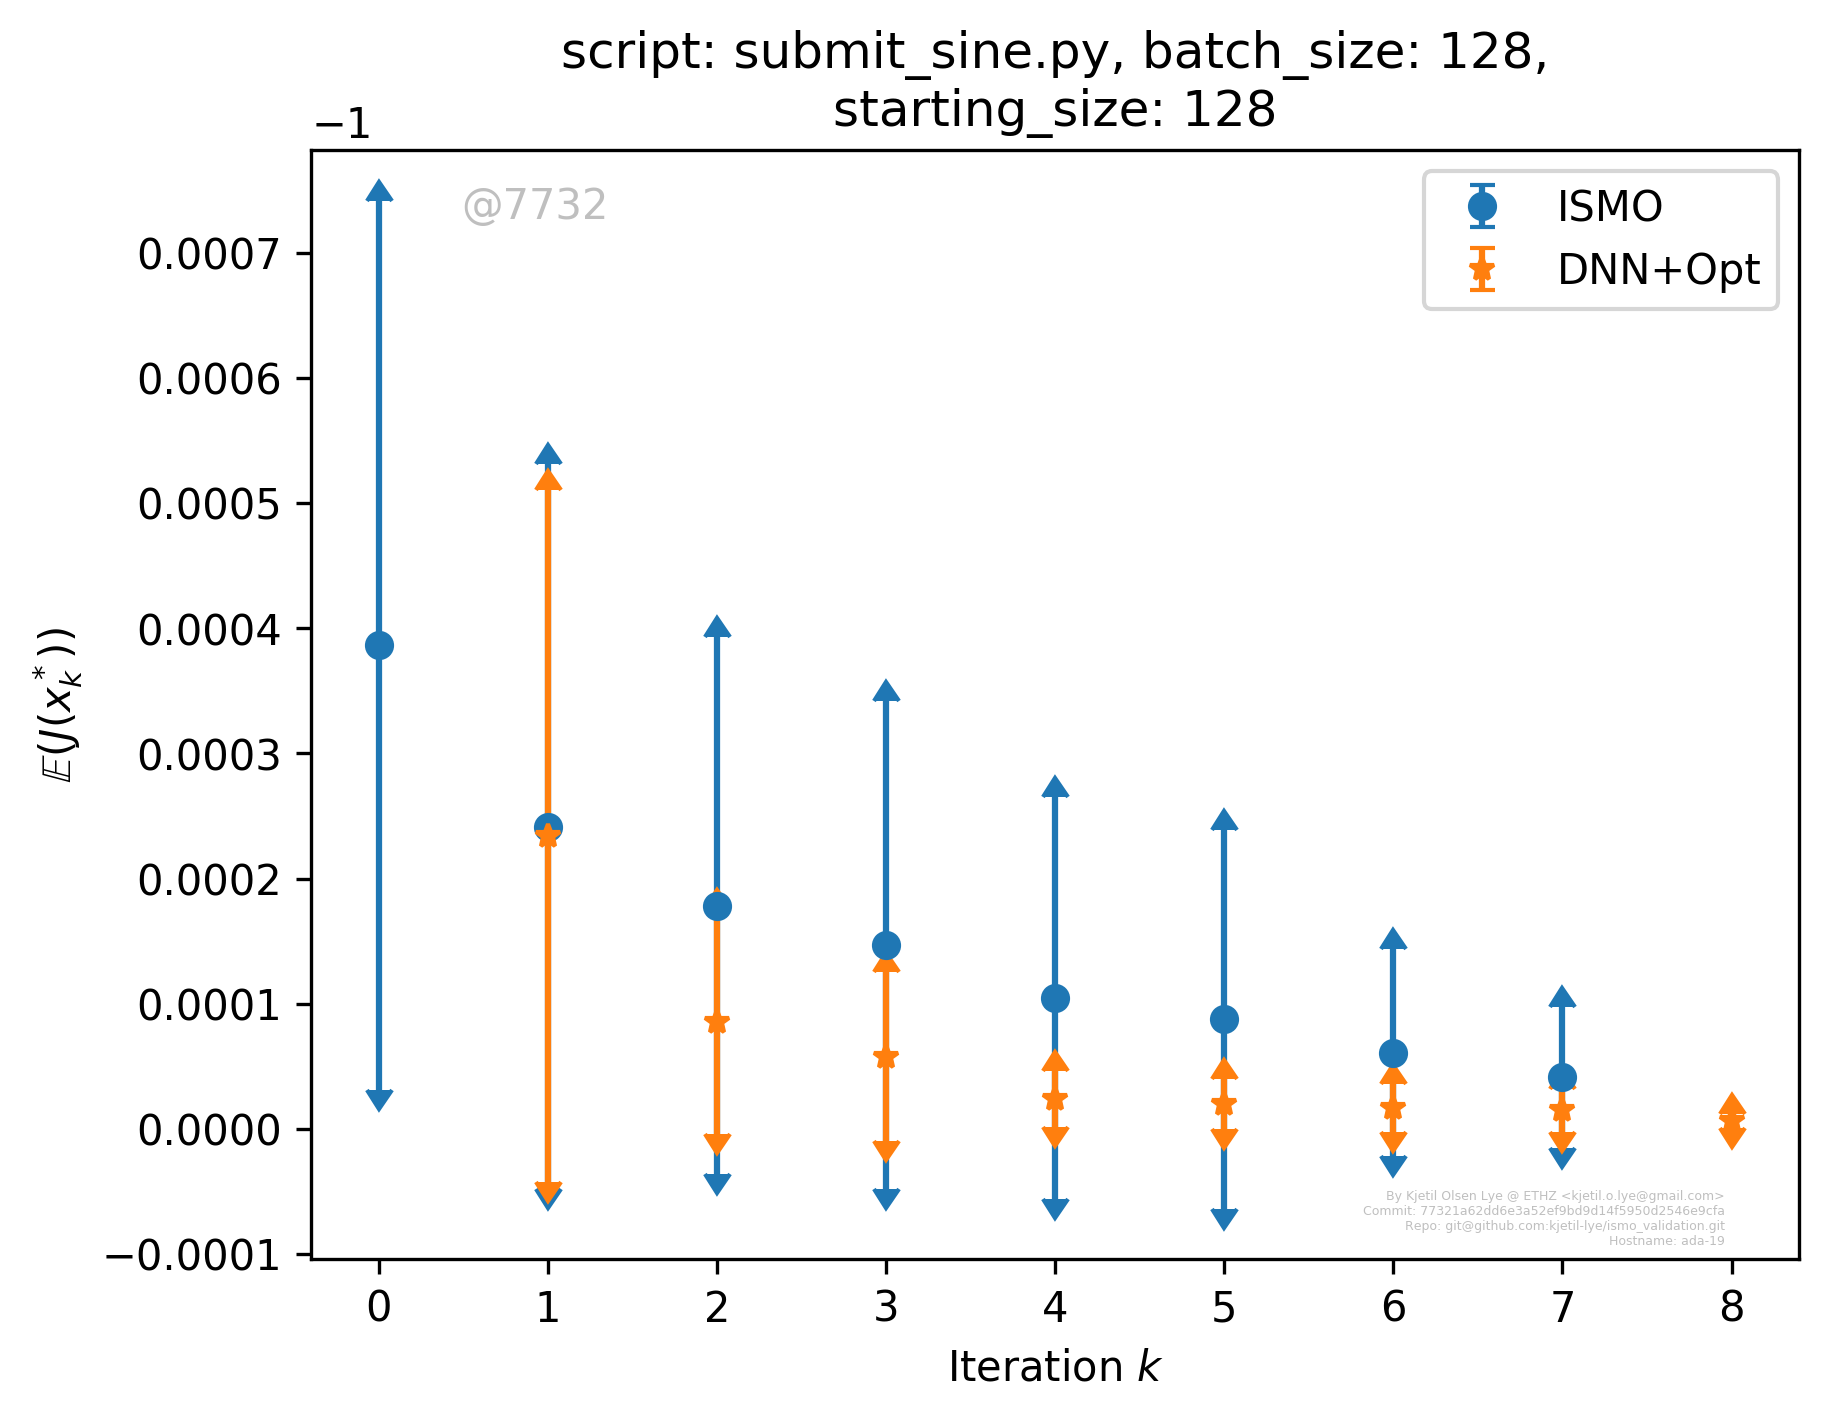 script: submit_sine.py, batch_size: 128,
starting_size: 128
−1
@7732
ISMO
DNN+Opt
0.0007
0.0006
0.0005
0.0004
0.0003
0.0002
0.0001
0.0000
−0.0001
𝔼(J(x*k))
By Kjetil Olsen Lye @ ETHZ <kjetil.o.lye@gmail.com>
Commit: 77321a62dd6e3a52ef9bd9d14f5950d2546e9cfa
Repo: git@github.com:kjetil-lye/ismo_validation.git
Hostname: ada-19
0 1 2 3 4 5 6 7 8
Iteration k